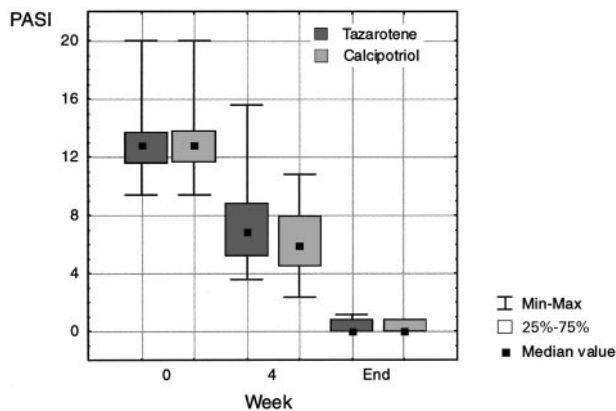 PASI
20
16
12
8
4
0
Tazarotene
Calcipotriol
0 4 End
Week
Min-Max
25%-75%
Median value